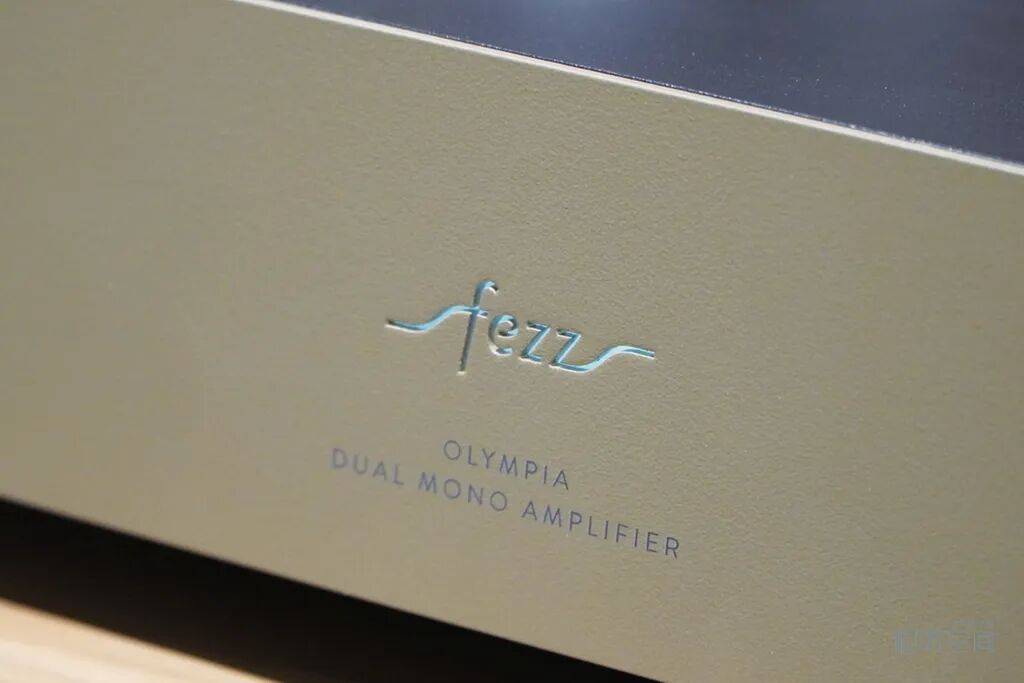 fezz
OLYMPIA
DUAL MONO AMPLIFIER